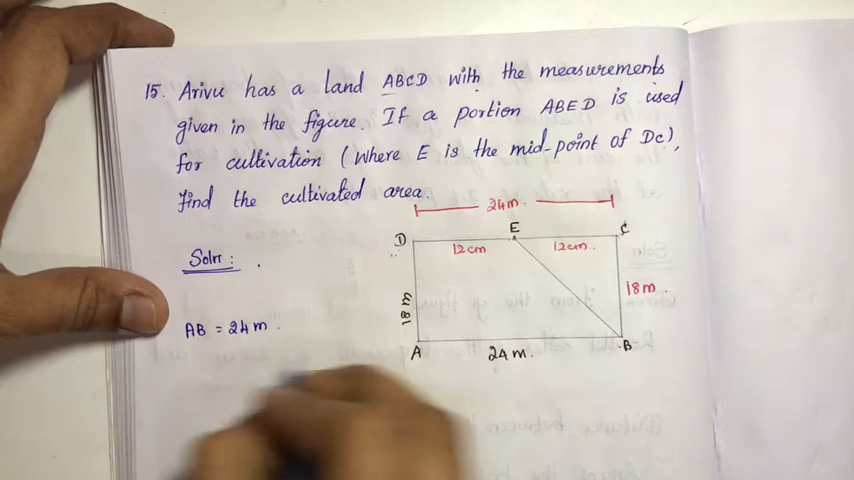 15. Arivu has a land ABCD with the measurements
given in the figure. If a portion ABED is used
for cultivation (Where E is the mid-point of DC),
Find the cultivated area.
24m.
Soln:
D
E
C
12cm
12cm.
18m
18m.
AB = 24m.
A
24m.
B